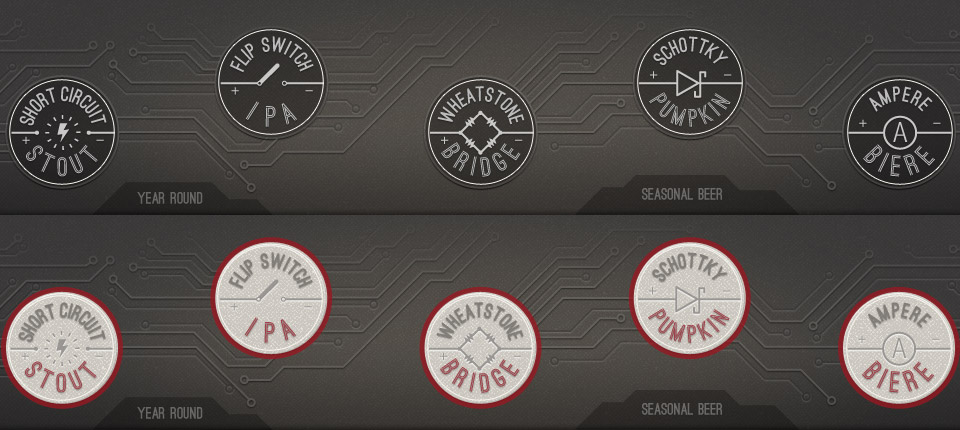 SHORT CIRCUIT
STOUT
FLIP SWITCH
IPA
WHEATSTONE
BRIDGE
SCHOTTKY
PUMPKIN
AMPERE
A
BIERE
YEAR ROUND
SEASONAL BEER
SHORT CIRCUIT
STOUT
FLIP SWITCH
IPA
WHEATSTONE
BRIDGE
SCHOTTKY
PUMPKIN
AMPERE
A
BIERE
YEAR ROUND
SEASONAL BEER